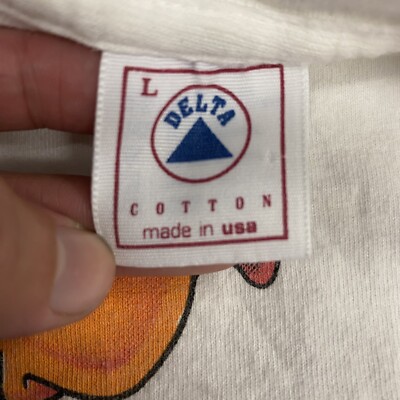 L
DELTA
COTTON
made in usa